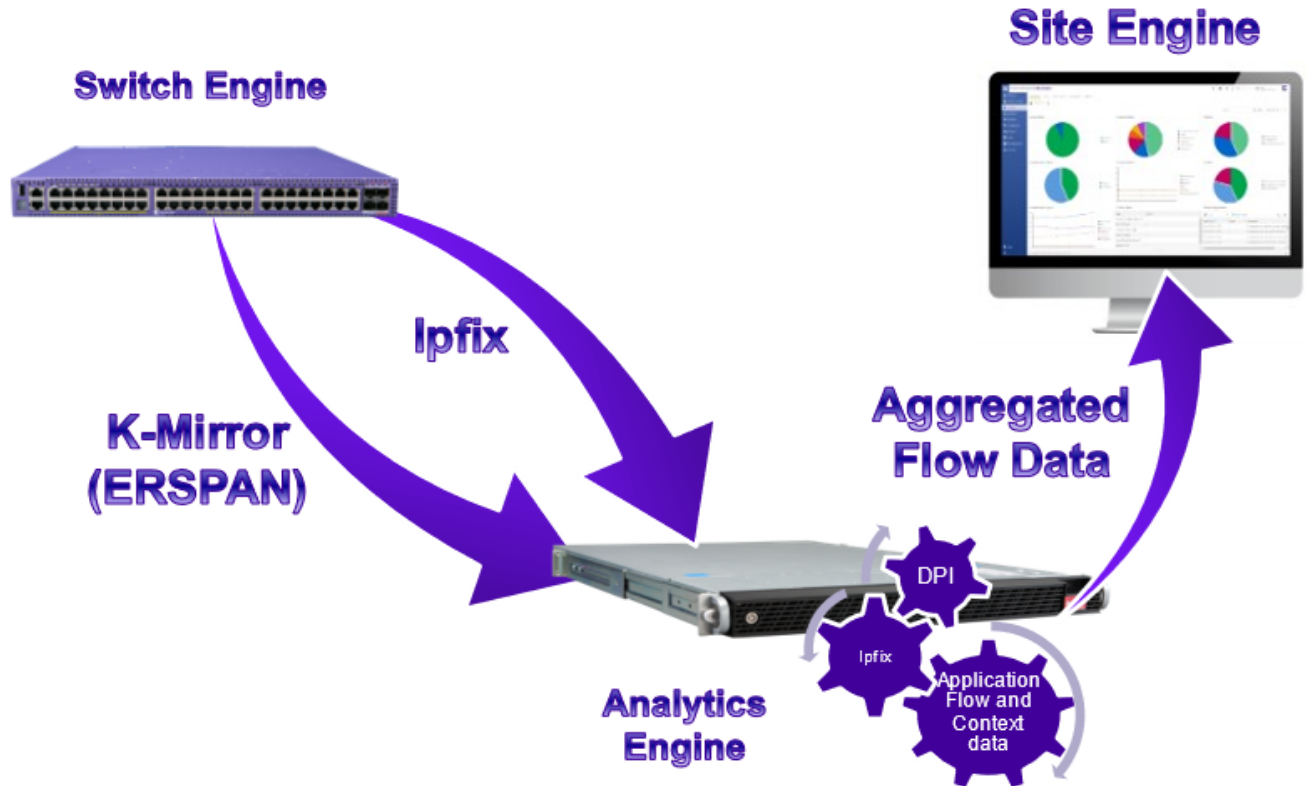 Site Engine
Switch Engine
Ipfix
K-Mirror
(ERSPAN)
Aggregated
Flow Data
DPI
Ipfix
Application
Flow and
Context
data
Analytics
Engine